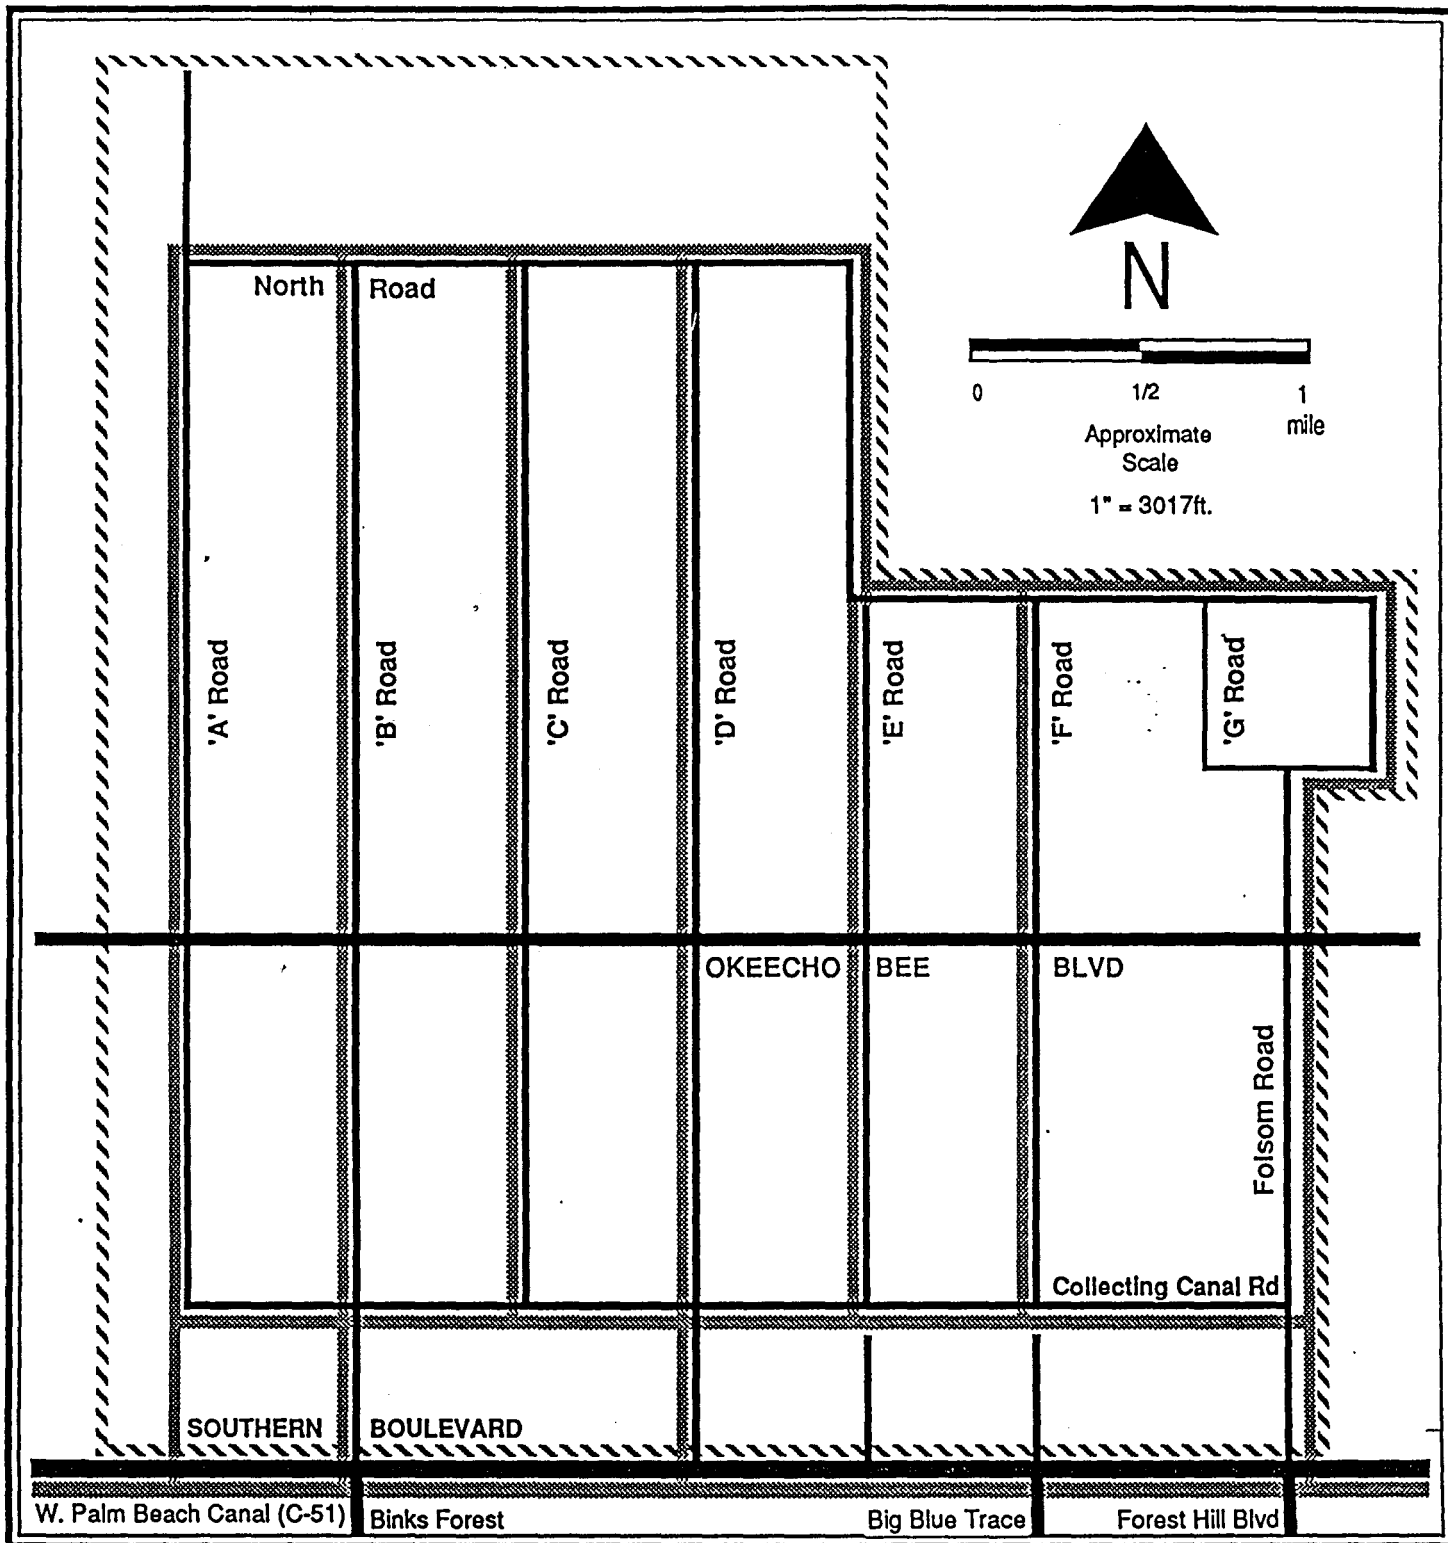 N
0 1/2 1
mile
Approximate
Scale
1" = 3017ft.
North Road
'A' Road
'B' Road
'C' Road
'D' Road
'E' Road
'F' Road
'G' Road
OKEECHO BEE BLVD
Folsom Road
Collecting Canal Rd
SOUTHERN BOULEVARD
W. Palm Beach Canal (C-51)
Binks Forest
Big Blue Trace
Forest Hill Blvd